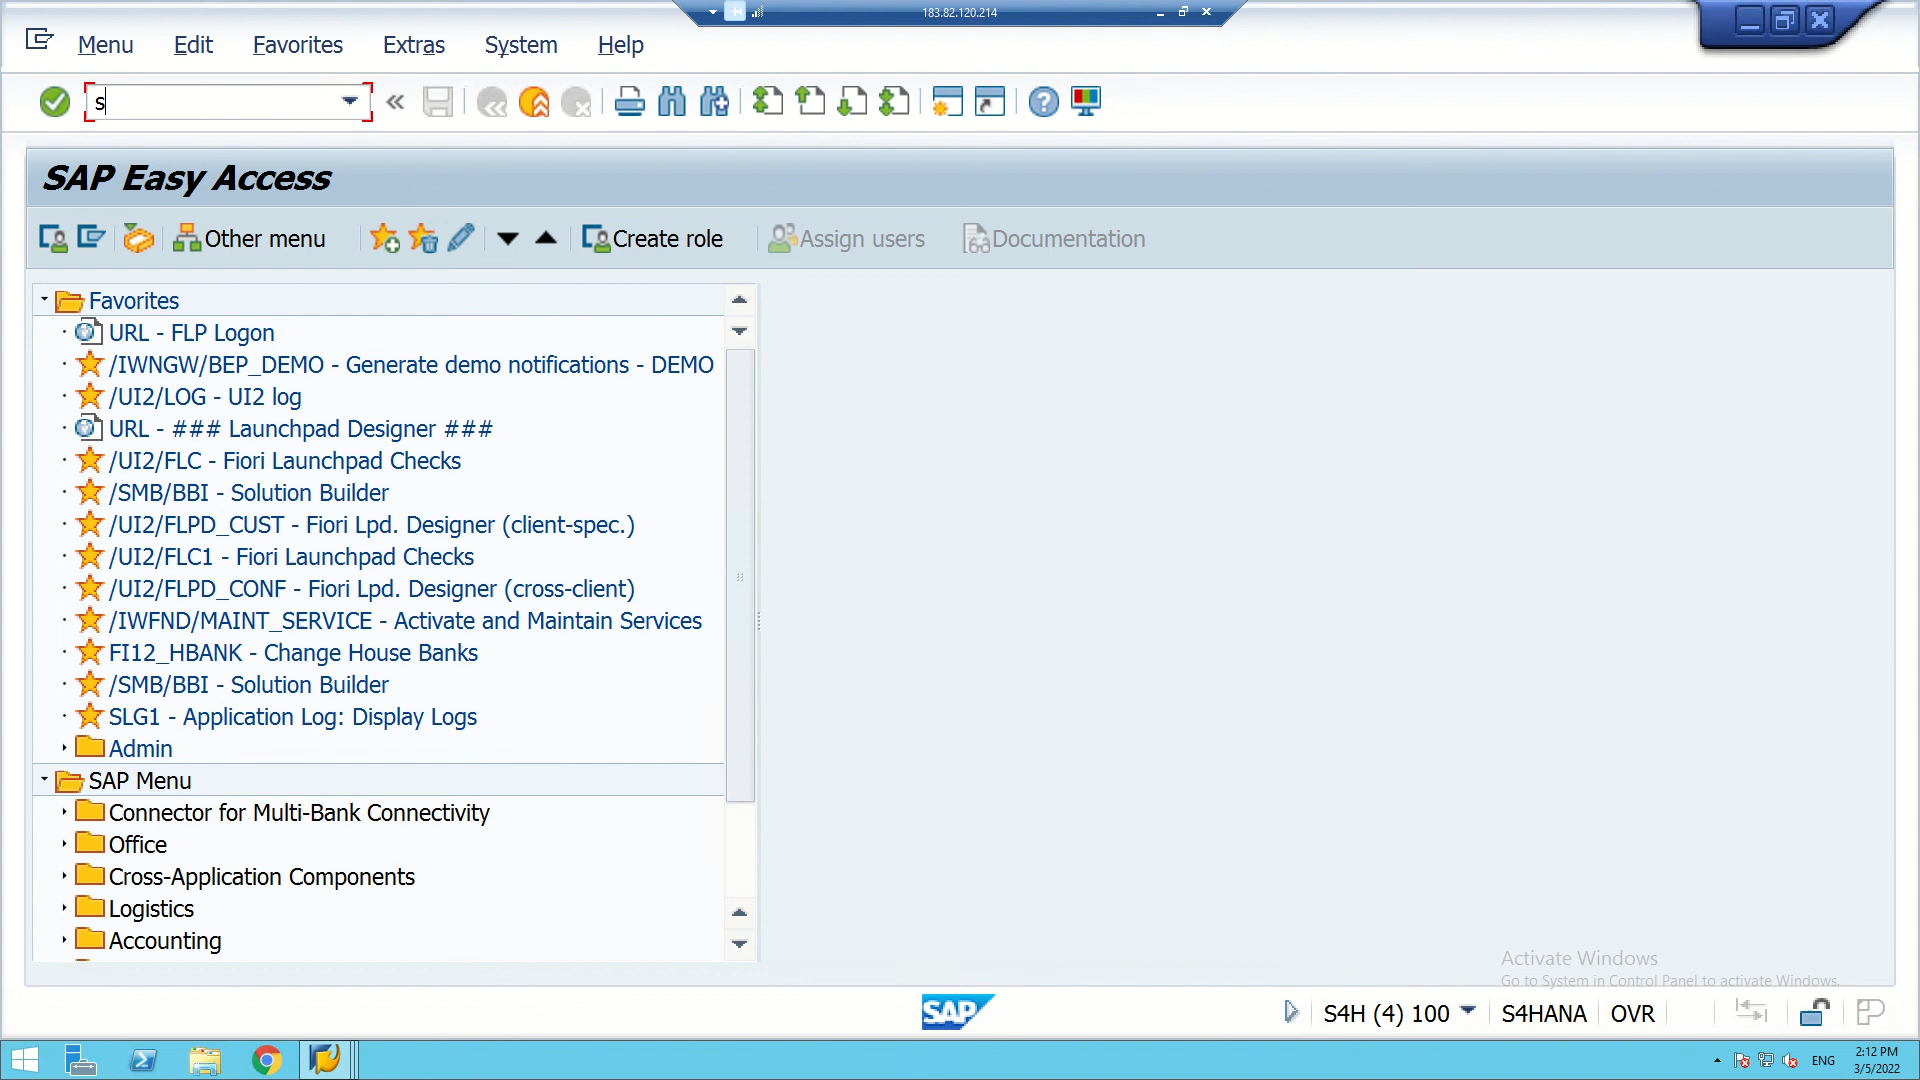 183.82.120.214
Menu Edit Favorites Extras System Help
s
SAP Easy Access
Other menu Create role Assign users Documentation
Favorites
URL - FLP Logon
/IWNGW/BEP_DEMO - Generate demo notifications - DEMO
/UI2/LOG - UI2 log
URL - ### Launchpad Designer ###
/UI2/FLC - Fiori Launchpad Checks
/SMB/BBI - Solution Builder
/UI2/FLPD_CUST - Fiori Lpd. Designer (client-spec.)
/UI2/FLC1 - Fiori Launchpad Checks
/UI2/FLPD_CONF - Fiori Lpd. Designer (cross-client)
/IWFND/MAINT_SERVICE - Activate and Maintain Services
FI12_HBANK - Change House Banks
/SMB/BBI - Solution Builder
SLG1 - Application Log: Display Logs
Admin
SAP Menu
Connector for Multi-Bank Connectivity
Office
Cross-Application Components
Logistics
Accounting
Activate Windows
Go to System in Control Panel to activate Windows.
SAP S4H (4) 100 S4HANA OVR
ENG 2:12 PM
3/5/2022